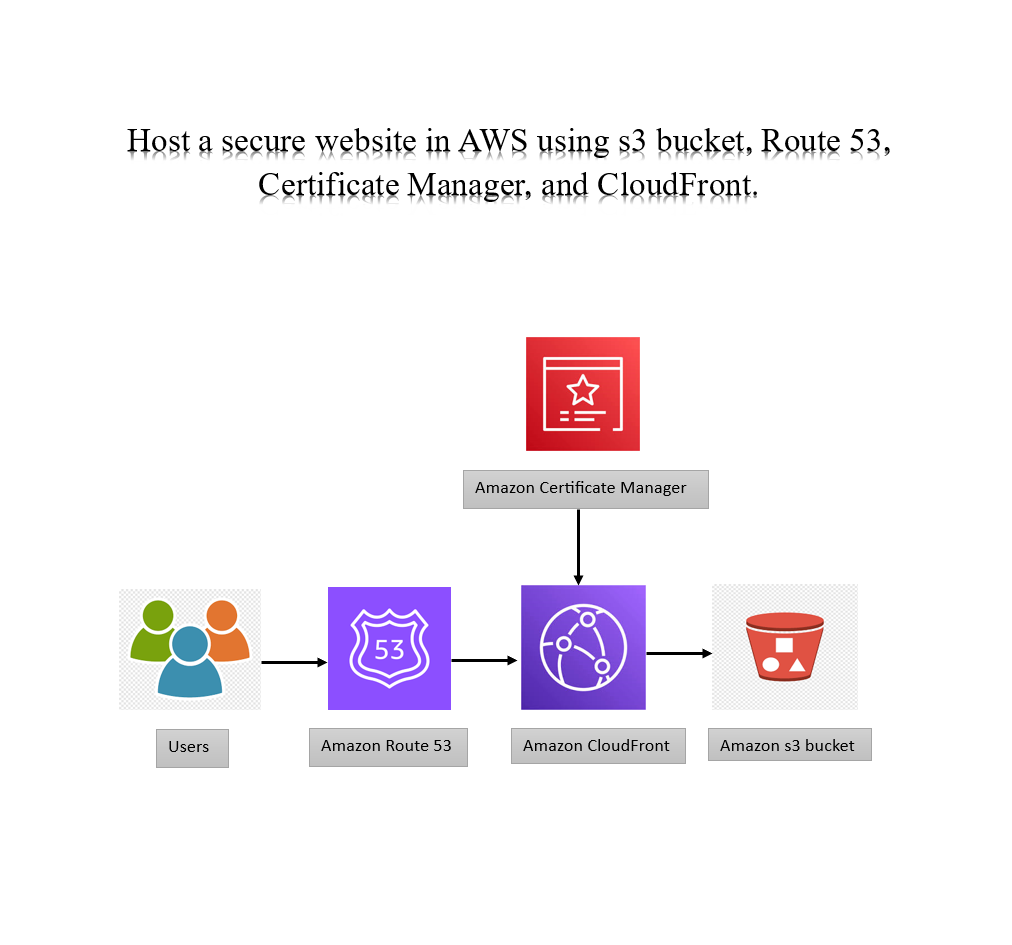 Host a secure website in AWS using s3 bucket, Route 53,
Certificate Manager, and CloudFront.
Amazon Certificate Manager
53
Users
Amazon Route 53
Amazon CloudFront
Amazon s3 bucket